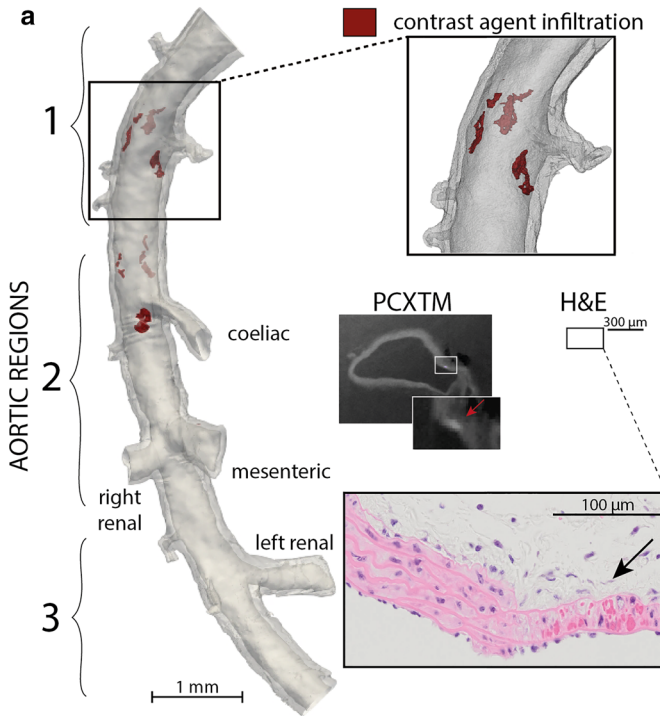 a
contrast agent infiltration
1
AORTIC REGIONS
2
coeliac
PCXTM
H&E
300 µm
mesenteric
right
renal
left renal
100 µm
3
1 mm